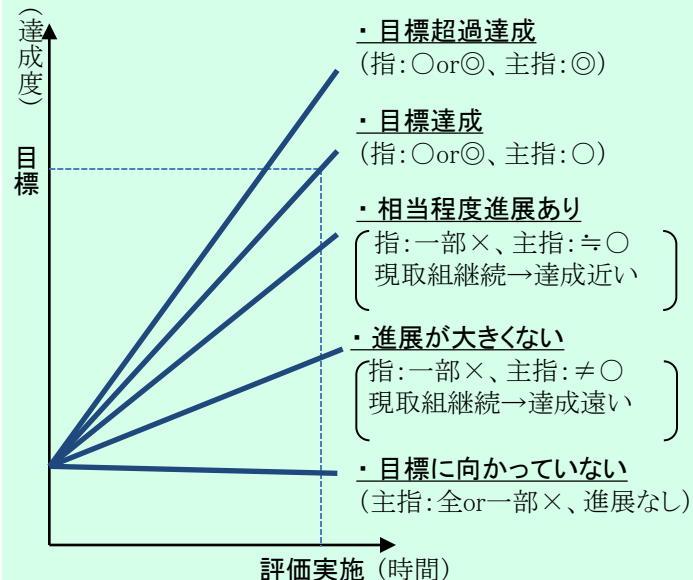 （達成度）
目標
・目標超過達成
（指：○or◎、主指：◎）
・目標達成
（指：○or◎、主指：○）
・相当程度進展あり
指：一部×、主指：≒○
現取組継続→達成近い
・進展が大きくない
指：一部×、主指：≠○
現取組継続→達成遠い
・目標に向かっていない
（主指：全or一部×、進展なし）
評価実施（時間）